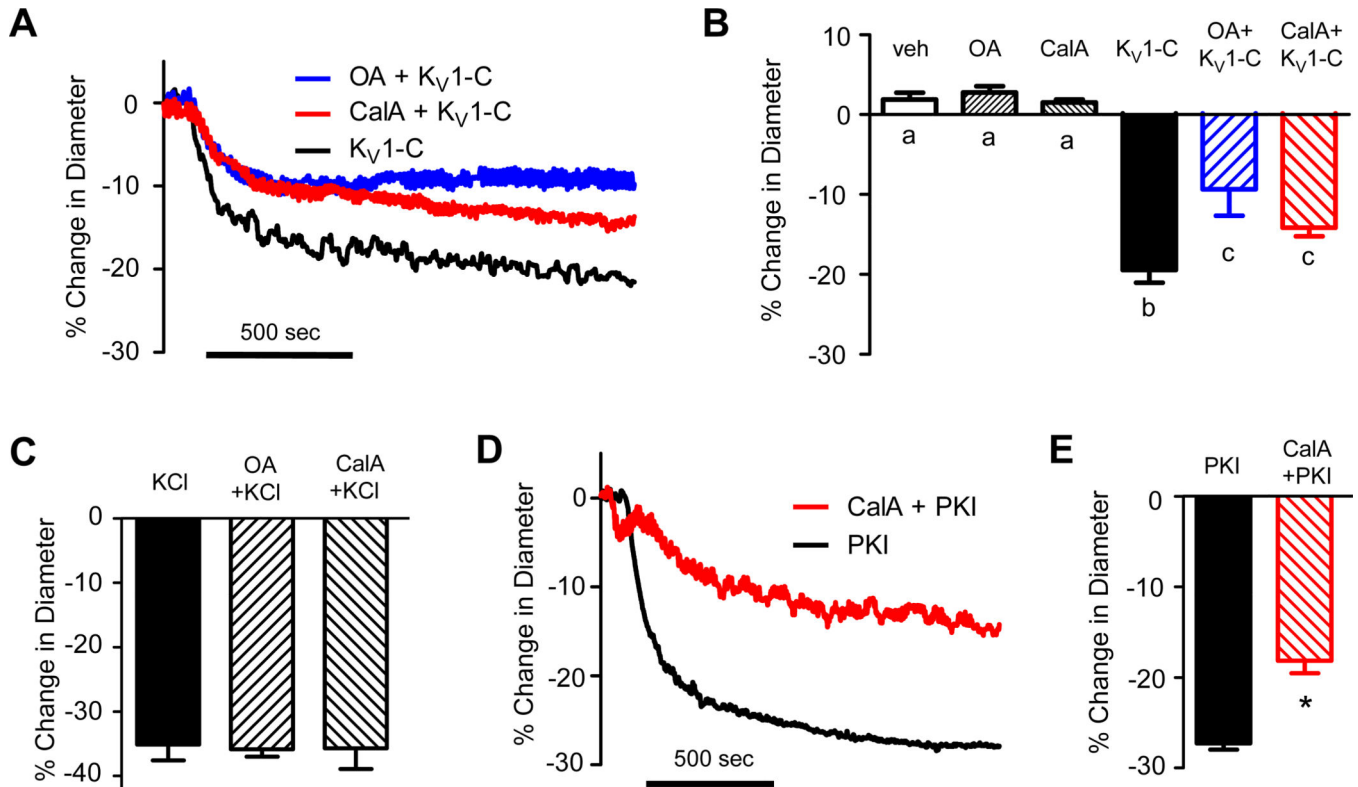 A
OA + KV1-C
CalA + KV1-C
KV1-C
% Change in Diameter
0
-10
-20
-30
500 sec
B
% Change in Diameter
10
0
-10
-20
-30
veh
OA
CalA
KV1-C
OA+
KV1-C
CalA+
KV1-C
a
a
a
b
c
c
C
KCl
OA
+KCl
CalA
+KCl
% Change in Diameter
0
-10
-20
-30
-40
D
CalA + PKI
PKI
% Change in Diameter
0
-10
-20
-30
500 sec
E
PKI
CalA
+PKI
% Change in Diameter
0
-10
-20
-30
*